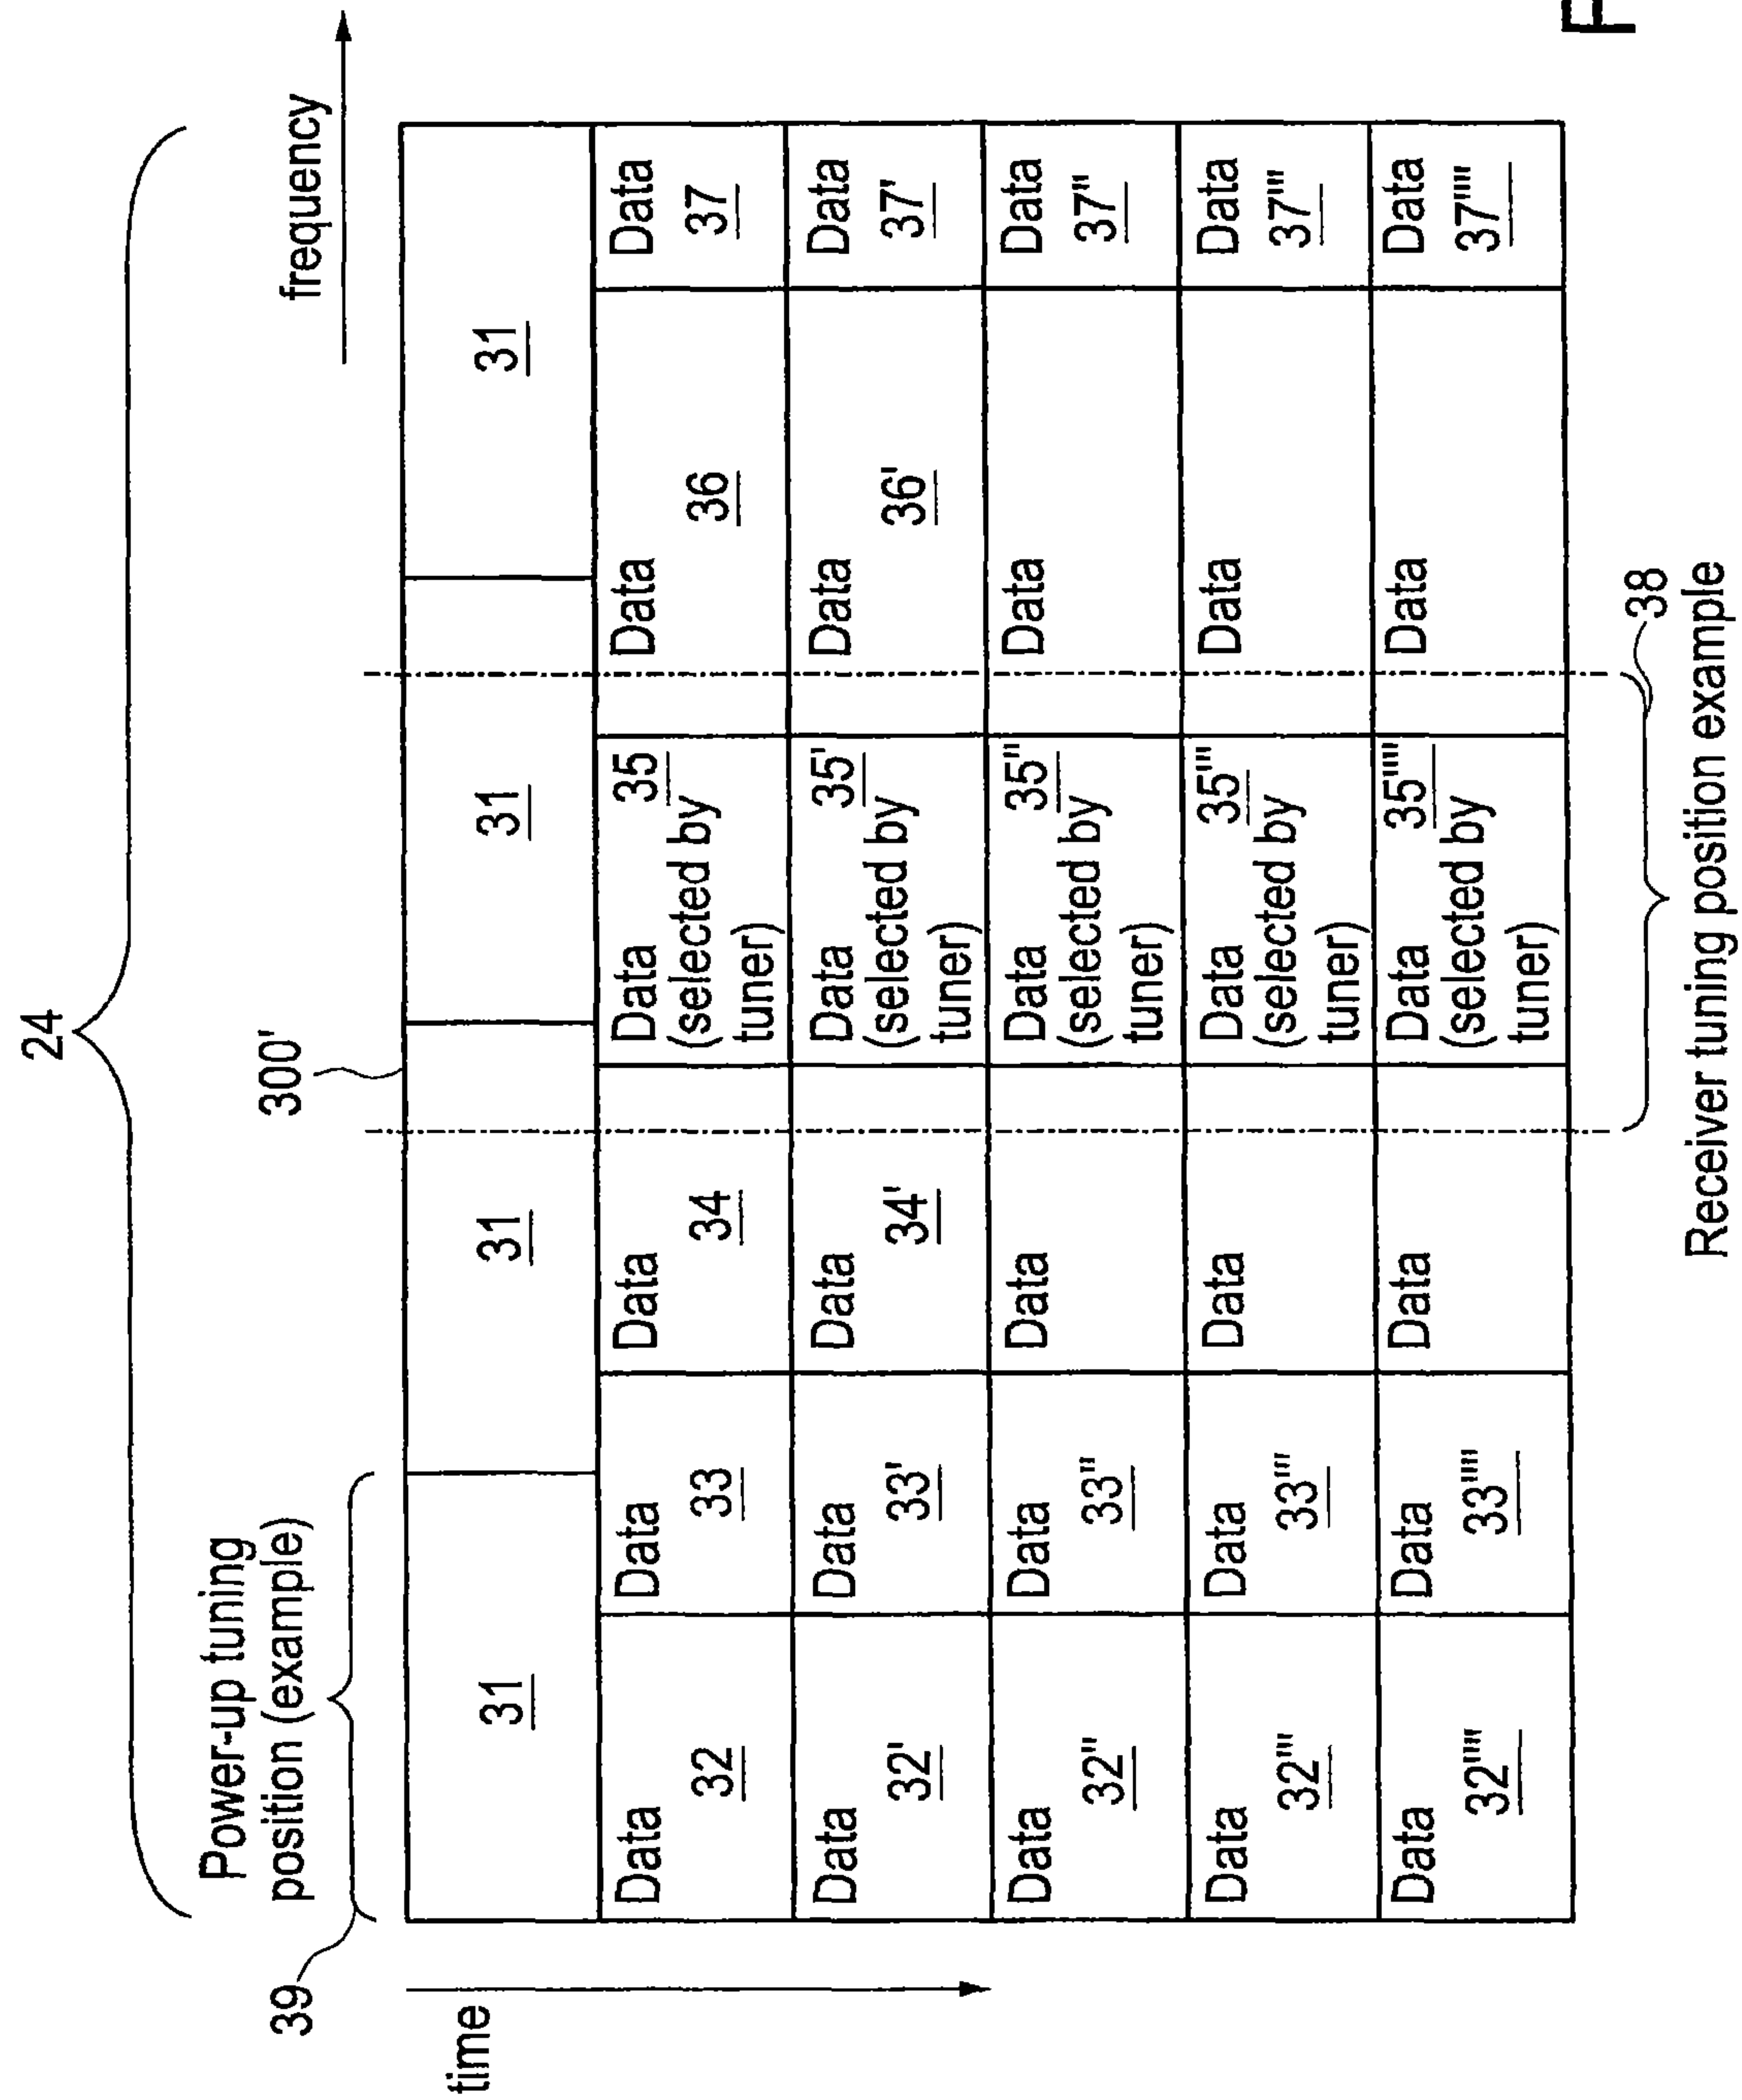 24
Power-up tuning
position (example)
39
300'
frequency
time
31
31
31
31
Data
32
Data
33
Data
34
Data 35
(selected by
tuner)
Data
36
Data
37
Data
32'
Data
33'
Data
34'
Data 35'
(selected by
tuner)
Data
36'
Data
37'
Data
32''
Data
33''
Data
Data 35''
(selected by
tuner)
Data
Data
37''
Data
32'''
Data
33'''
Data
Data 35'''
(selected by
tuner)
Data
Data
37'''
Data
32''''
Data
33''''
Data
Data 35''''
(selected by
tuner)
Data
Data
37''''
38
Receiver tuning position example
F